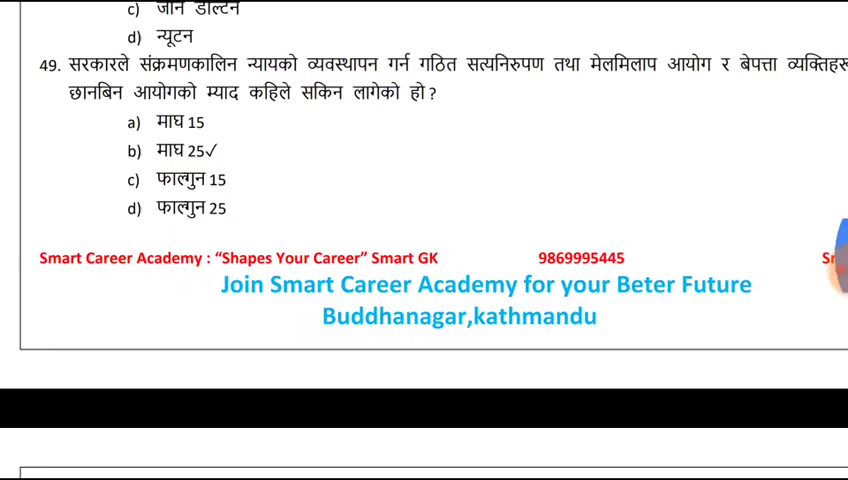 c) जोन डाल्टन
d) न्यूटन
49. सरकारले संक्रमणकालिन न्यायको व्यवस्थापन गर्न गठित सत्यनिरुपण तथा मेलमिलाप आयोग र बेपत्ता
छानबिन आयोगको म्याद कहिले सकिन लागेको हो ?
a) माघ 15
b) माघ 25✓
c) फाल्गुन 15
d) फाल्गुन 25
Smart Career Academy : “Shapes Your Career” Smart GK 9869995445
Join Smart Career Academy for your Beter Future
Buddhanagar,kathmandu